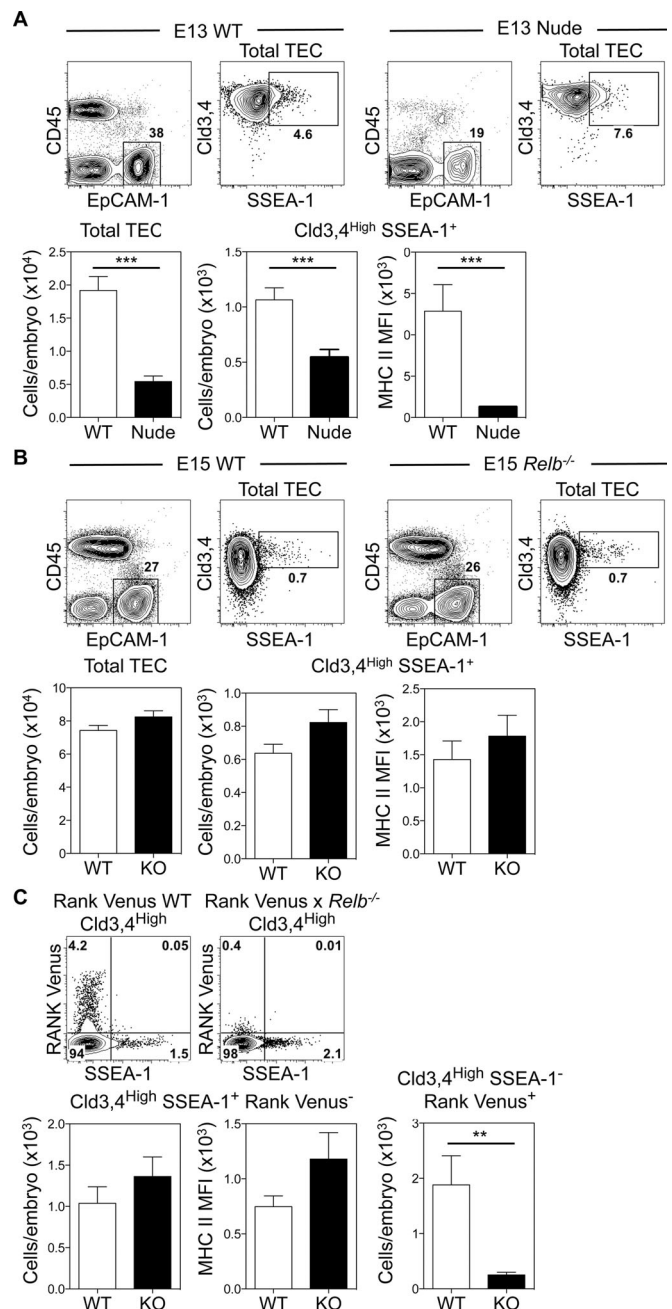 A
E13 WT
E13 Nude
Total TEC
Total TEC
CD45
38
EpCAM-1
Cld3,4
4.6
SSEA-1
CD45
19
EpCAM-1
Cld3,4
7.6
SSEA-1
Total TEC
Cld3,4High SSEA-1+
Cells/embryo (x10⁴)
2.5
2.0
1.5
1.0
0.5
0.0
***
WT
Nude
Cells/embryo (x10³)
1.5
1.0
0.5
0.0
***
WT
Nude
MHC II MFI (x10³)
0
5
0
***
WT
Nude
B
E15 WT
E15 Relb-/-
Total TEC
Total TEC
CD45
27
EpCAM-1
Cld3,4
0.7
SSEA-1
CD45
26
EpCAM-1
Cld3,4
0.7
SSEA-1
Total TEC
Cld3,4High SSEA-1+
Cells/embryo (x10⁴)
10
8
6
4
2
0
WT
KO
Cells/embryo (x10³)
1.0
0.8
0.6
0.4
0.2
0.0
WT
KO
MHC II MFI (x10³)
2.0
1.5
1.0
0.5
0.0
WT
KO
C
Rank Venus WT
Rank Venus x Relb-/-
Cld3,4High
Cld3,4High
RANK Venus
4.2
0.05
94
1.5
SSEA-1
RANK Venus
0.4
0.01
98
2.1
SSEA-1
Cld3,4High SSEA-1+ Rank Venus-
Cld3,4High SSEA-1-
Rank Venus+
Cells/embryo (x10³)
2.0
1.5
1.0
0.5
0.0
WT
KO
MHC II MFI (x10³)
1.5
1.0
0.5
0.0
WT
KO
Cells/embryo (x10³)
3
2
1
0
**
WT
KO